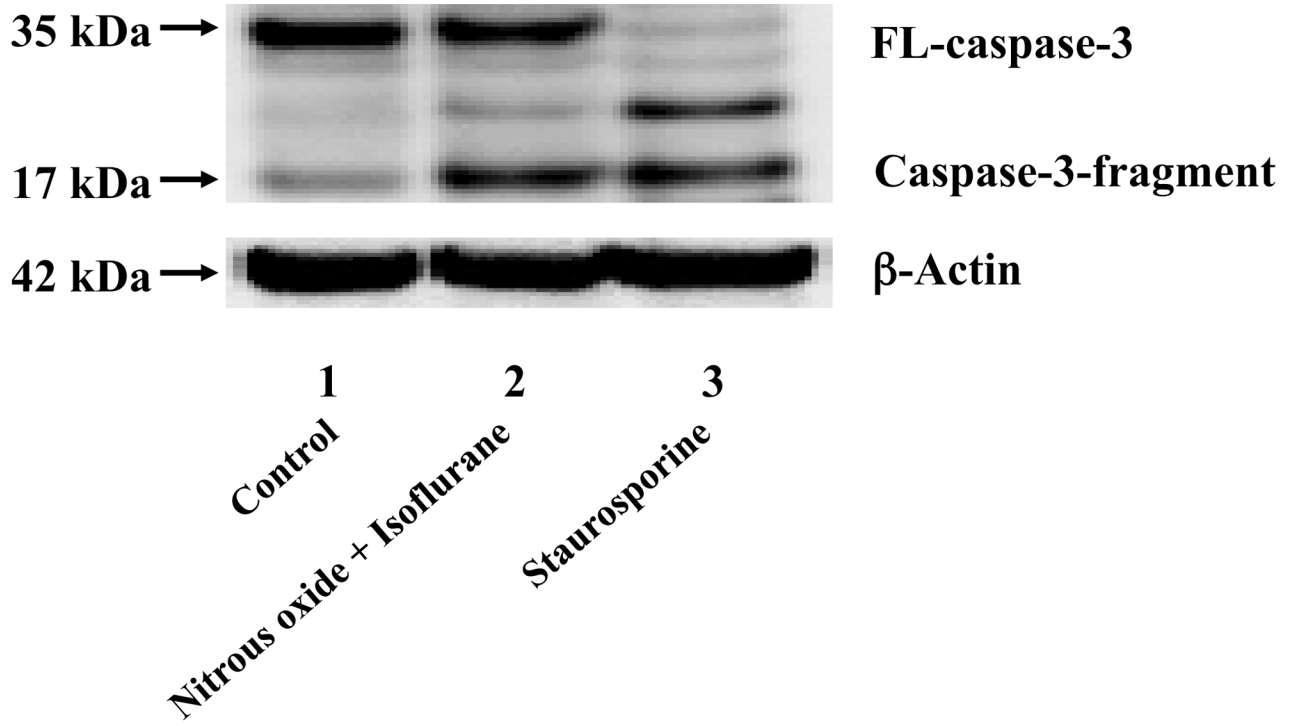 35 kDa FL-caspase-3
17 kDa Caspase-3-fragment
42 kDa β-Actin
1 2 3
Control
Nitrous oxide + Isoflurane
Staurosporine